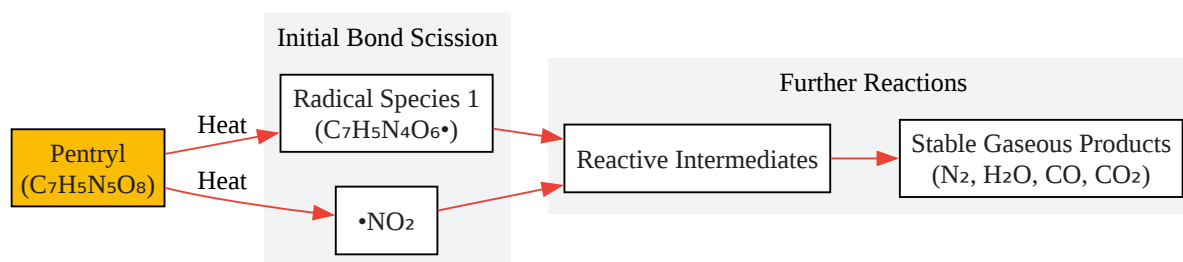 Initial Bond Scission
Radical Species 1
(C₇H₅N₄O₆•)
•NO₂
Heat
Heat
Pentryl
(C₇H₅N₅O₈)
Further Reactions
Reactive Intermediates
Stable Gaseous Products
(N₂, H₂O, CO, CO₂)